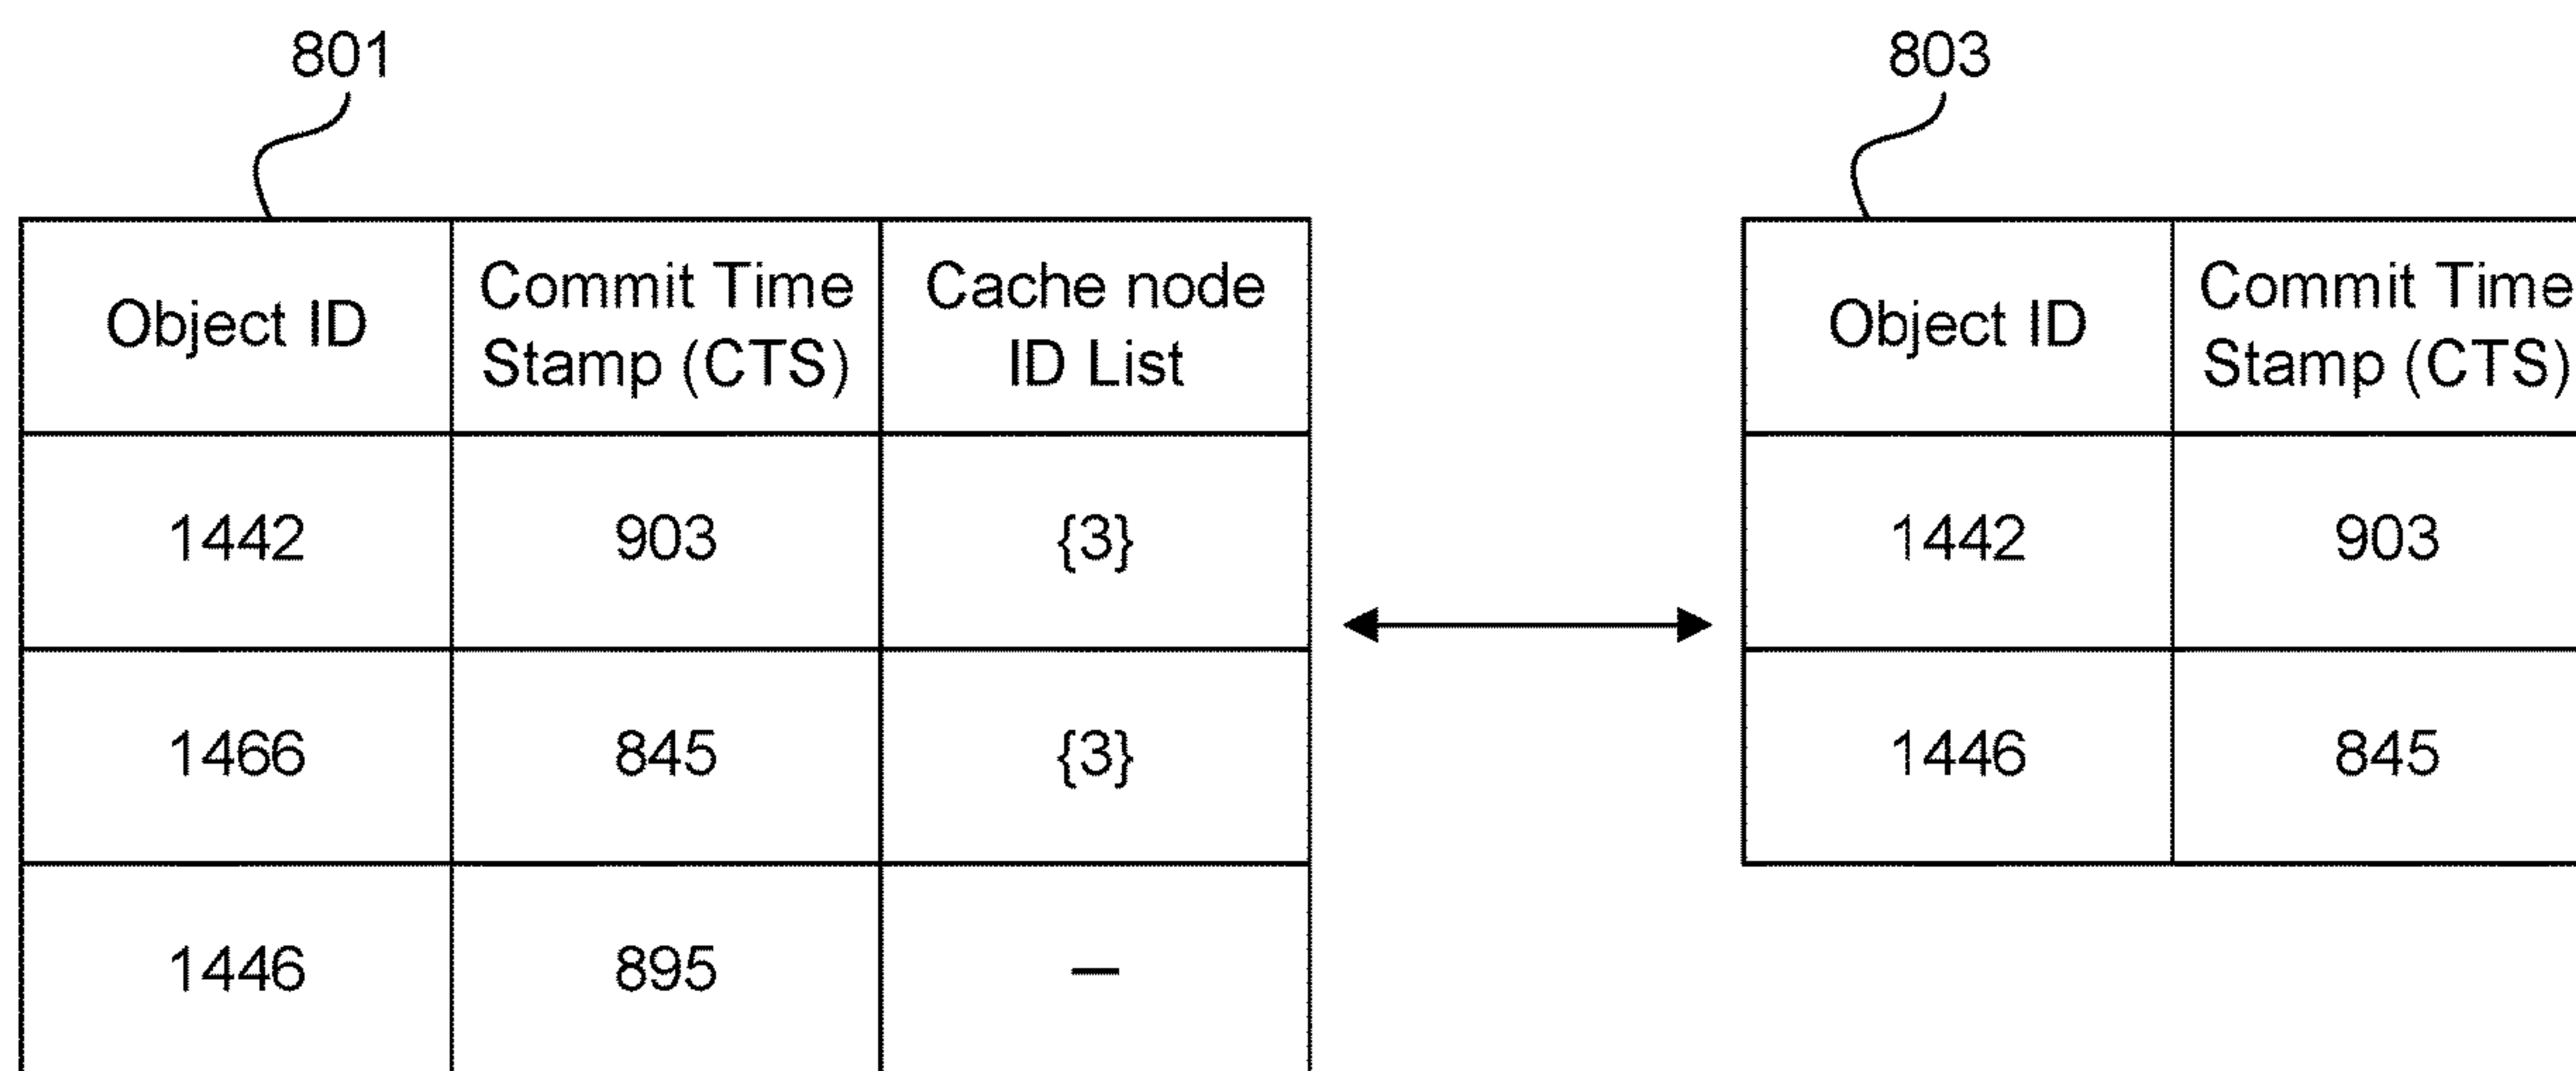 801
803
Object ID
Commit Time
Stamp (CTS)
Cache node
ID List
1442
903
{3}
1466
845
{3}
1446
895
–
Object ID
Commit Time
Stamp (CTS)
1442
903
1446
845